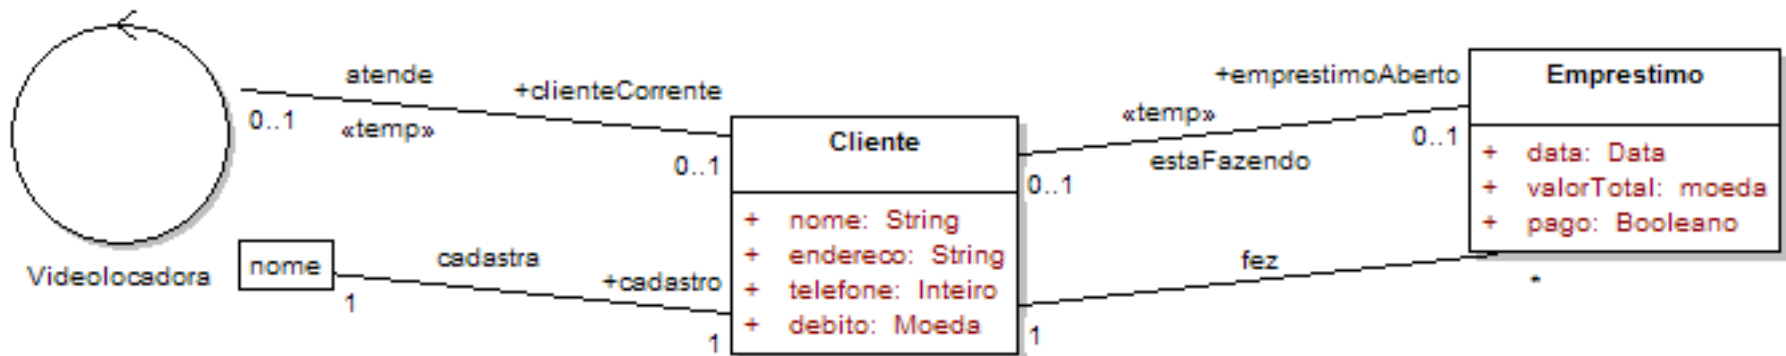 atende
+clienteCorrente
0..1
«temp»
0..1
Videolocadora
nome
cadastra
+cadastro
1
1
Cliente
+ nome: String
+ endereco: String
+ telefone: Inteiro
+ debito: Moeda
+emprestimoAberto
«temp»
0..1
estaFazendo
0..1
fez
1
*
Emprestimo
+ data: Data
+ valorTotal: moeda
+ pago: Booleano